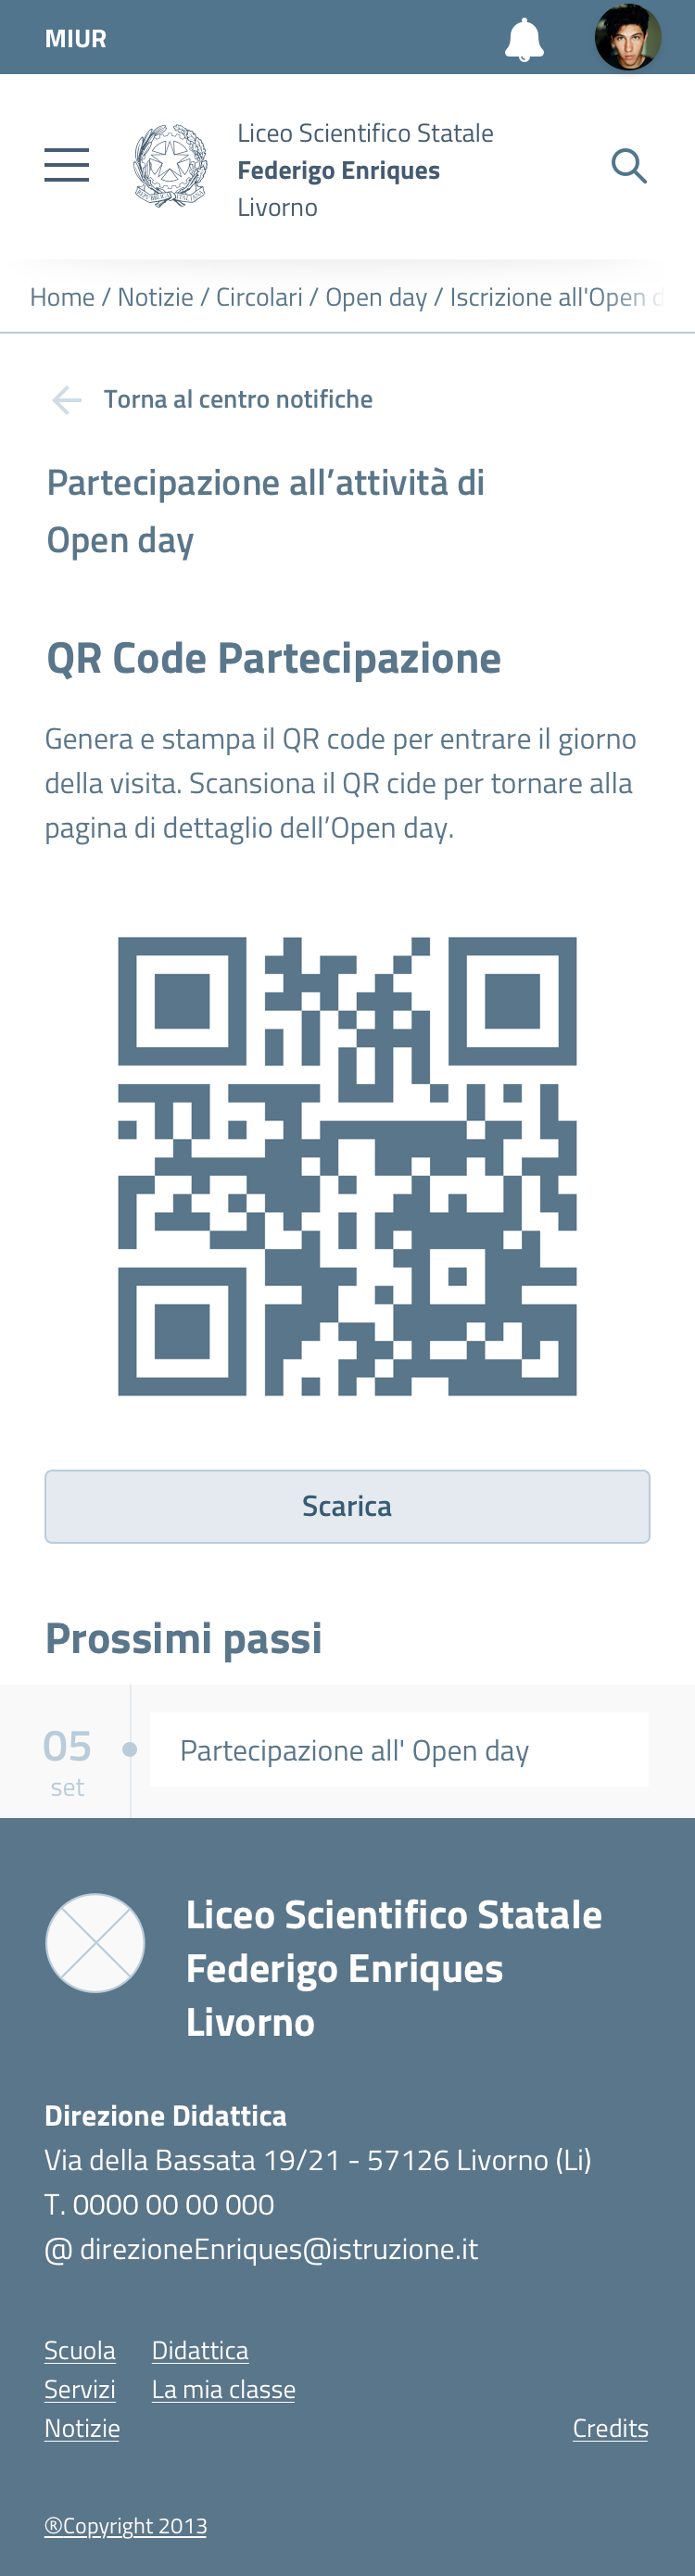 MIUR
Liceo Scientifico Statale
Federigo Enriques
Livorno
Home / Notizie / Circolari / Open day / Iscrizione all'Open d
Torna al centro notifiche
Partecipazione all’attività di
Open day
QR Code Partecipazione
Genera e stampa il QR code per entrare il giorno
della visita. Scansiona il QR cide per tornare alla
pagina di dettaglio dell’Open day.
Scarica
Prossimi passi
05
set
Partecipazione all' Open day
Liceo Scientifico Statale
Federigo Enriques
Livorno
Direzione Didattica
Via della Bassata 19/21 - 57126 Livorno (Li)
T. 0000 00 00 000
@ direzioneEnriques@istruzione.it
Scuola Didattica
Servizi La mia classe
Notizie Credits
®Copyright 2013